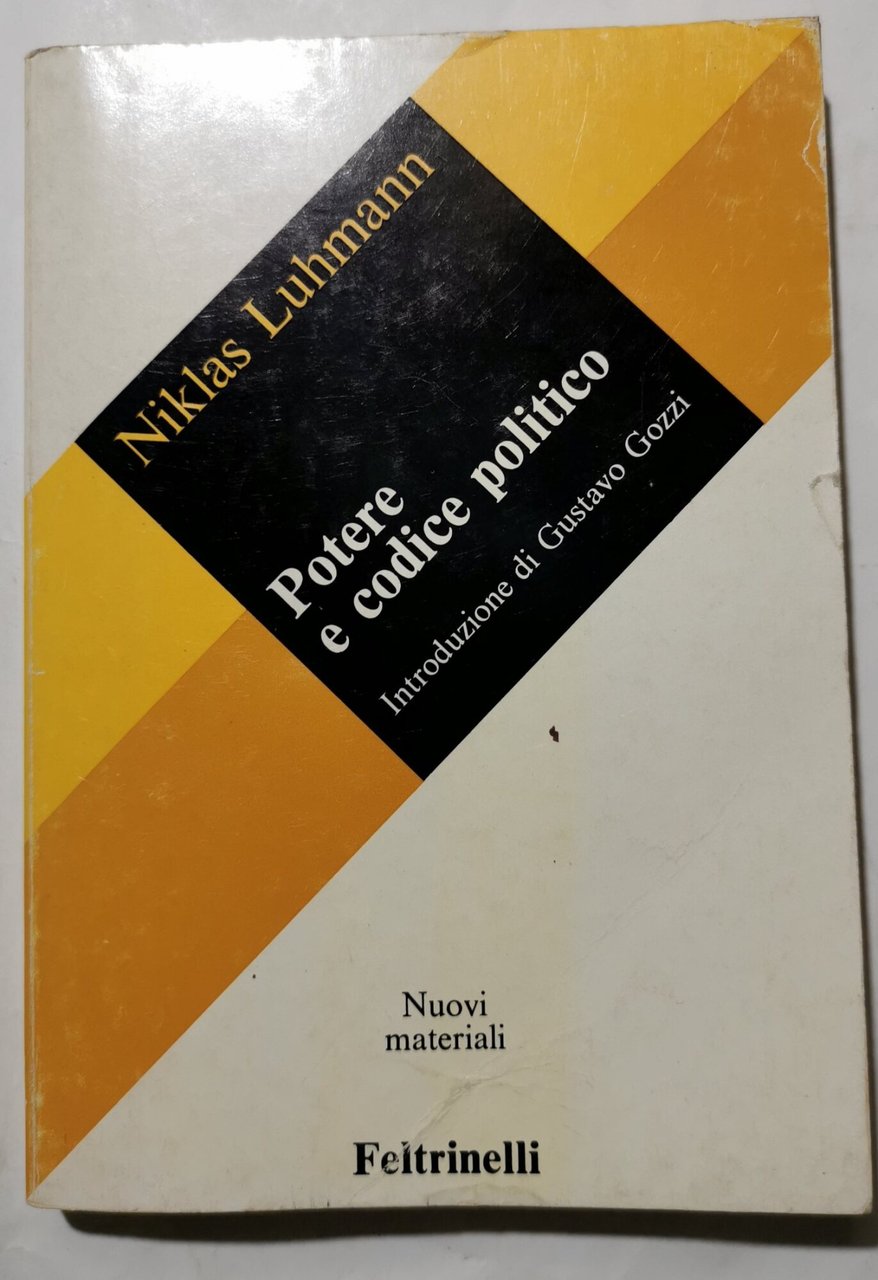 Niklas Luhmann
Potere
e codice politico
Introduzione di Gustavo Gozzi
Nuovi
materiali
Feltrinelli